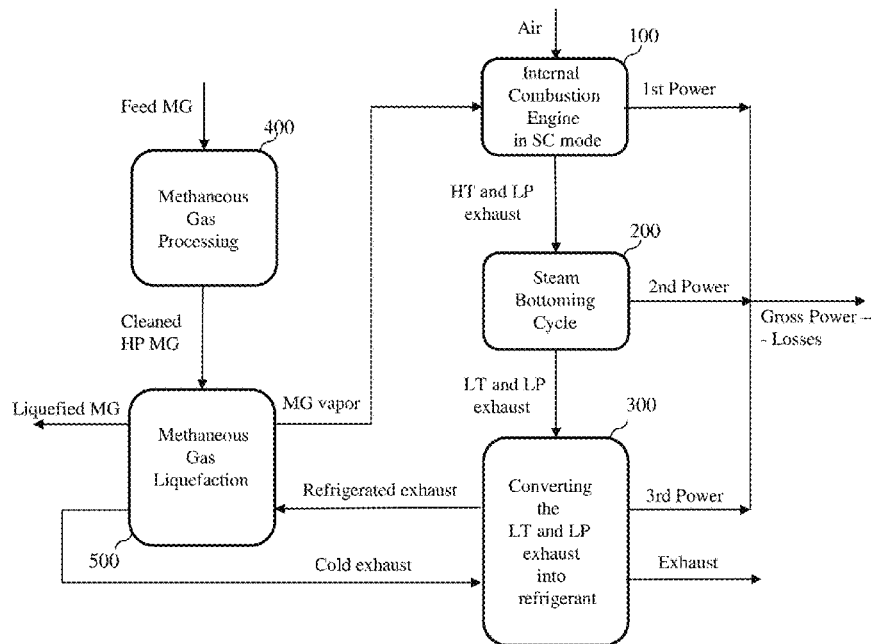 Air
100
Internal
Combustion
Engine
in SC mode
1st Power
Feed MG
400
Methaneous
Gas
Processing
HT and LP
exhaust
200
Steam
Bottoming
Cycle
2nd Power
Gross Power –
- Losses
Cleaned
HP MG
LT and LP
exhaust
Liquefied MG
MG vapor
300
Methaneous
Gas
Liquefaction
Refrigerated exhaust
Converting
the
LT and LP
exhaust
into
refrigerant
3rd Power
500
Cold exhaust
Exhaust